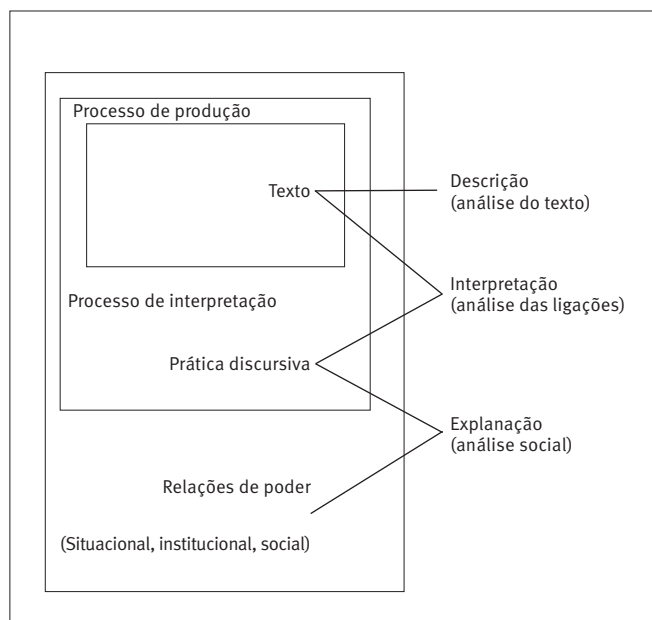 Processo de produção
Texto
Descrição
(análise do texto)
Processo de interpretação
Interpretação
(análise das ligações)
Prática discursiva
Explanação
(análise social)
Relações de poder
(Situacional, institucional, social)